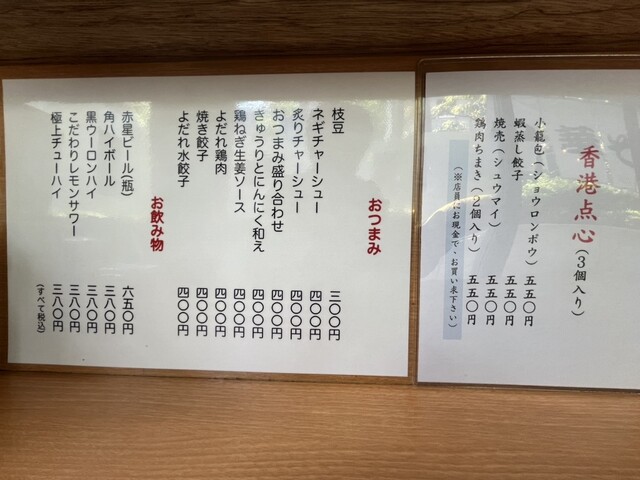 香港点心(3個入り)
小籠包(ショウロンポウ) 五五〇円
蝦蒸し餃子 五五〇円
焼売(シュウマイ) 五五〇円
鶏肉ちまき(2個入り) 五五〇円
(※店員にお現金で、お買い求下さい)
おつまみ
枝豆 三〇〇円
ネギチャーシュー 四〇〇円
炙りチャーシュー 四〇〇円
おつまみ盛り合わせ 四〇〇円
きゅうりとにんにく和え 四〇〇円
鶏ねぎ生姜ソース 四〇〇円
よだれ鶏肉 四〇〇円
焼き餃子 四〇〇円
よだれ水餃子 四〇〇円
お飲み物
赤星ビール(瓶) 六五〇円
角ハイボール 三八〇円
黒ウーロンハイ 三八〇円
こだわりレモンサワー 三八〇円
極上チューハイ 三八〇円
(すべて税込)